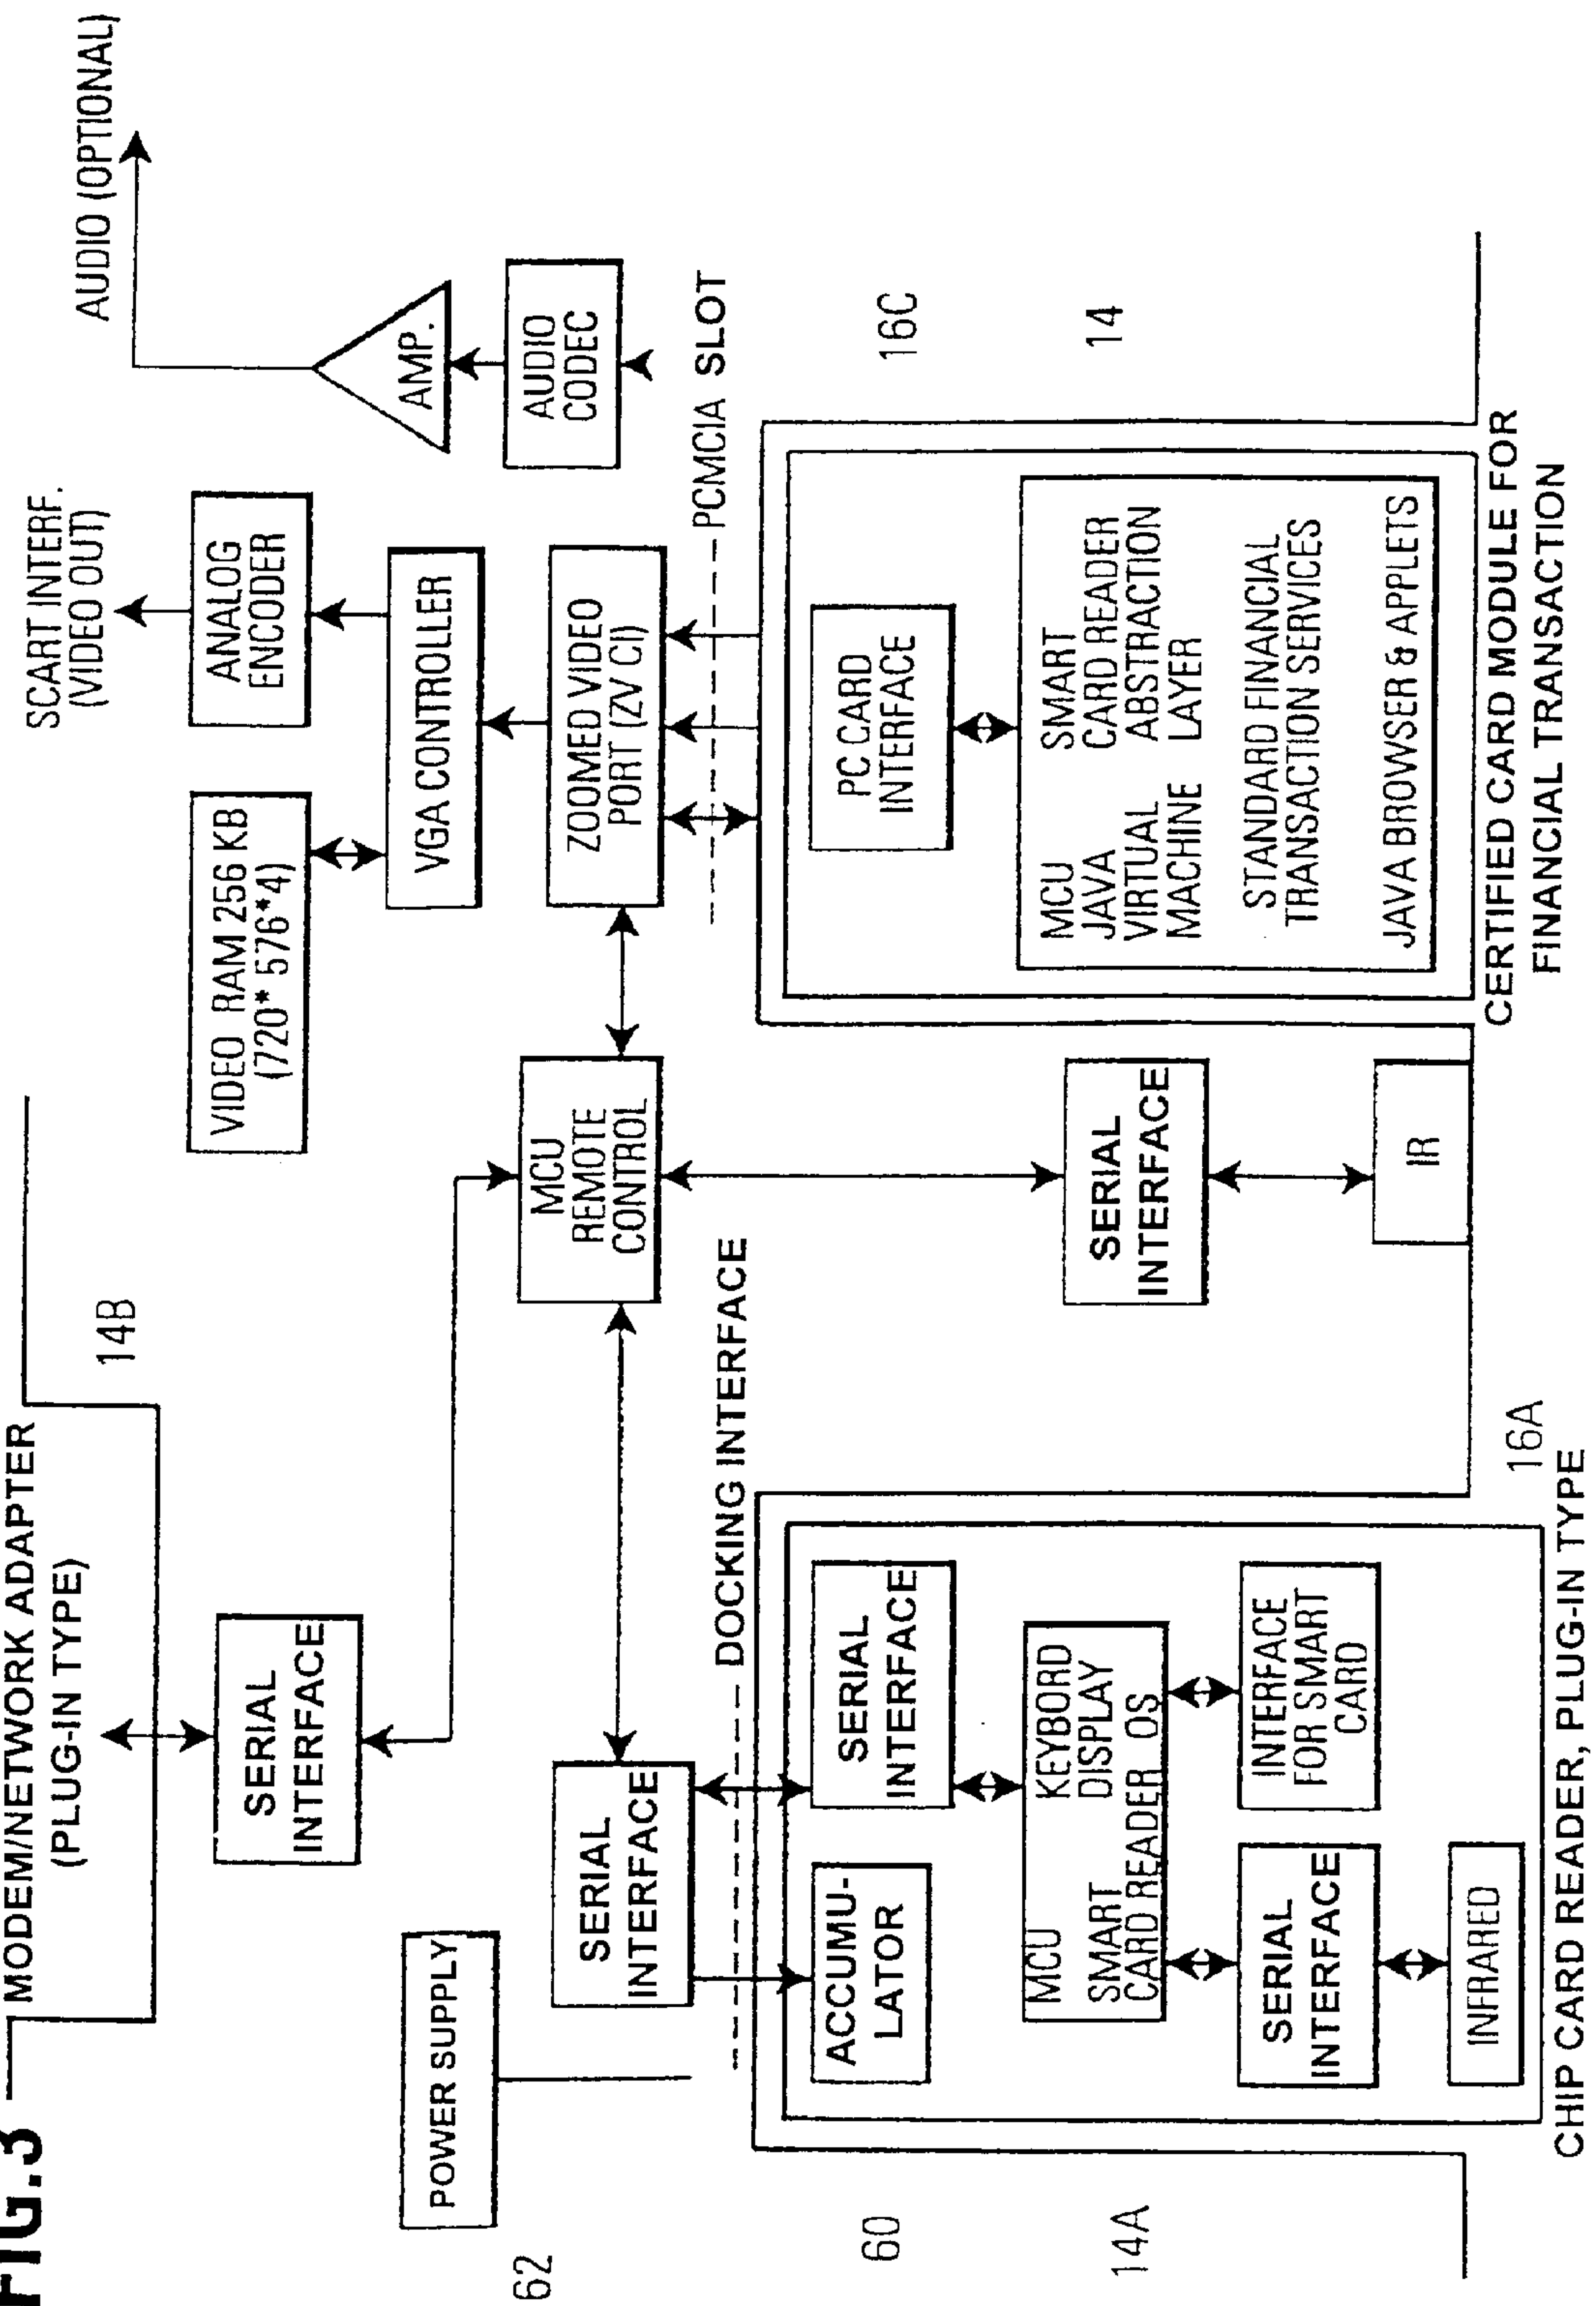 FIG.3
MODEM/NETWORK ADAPTER
(PLUG-IN TYPE)
14B
SCART INTERF.
(VIDEO OUT)
AUDIO (OPTIONAL)
SERIAL
INTERFACE
VIDEO RAM 256 KB
(720* 576*4)
ANALOG
ENCODER
AMP.
POWER SUPPLY
VGA CONTROLLER
62
SERIAL
INTERFACE
MCU
REMOTE
CONTROL
ZOOMED VIDEO
PORT (ZV CI)
AUDIO
CODEC
DOCKING INTERFACE
PCMCIA SLOT
60
ACCUMU-
LATOR
SERIAL
INTERFACE
PC CARD
INTERFACE
16C
14A
MCU KEYBORD
DISPLAY
SMART
CARD READER OS
SERIAL
INTERFACE
MCU SMART
JAVA CARD READER
VIRTUAL ABSTRACTION
MACHINE LAYER
STANDARD FINANCIAL
TRANSACTION SERVICES
JAVA BROWSER & APPLETS
14
SERIAL
INTERFACE
INTERFACE
FOR SMART
CARD
INFRARED
IR
CHIP CARD READER, PLUG-IN TYPE
16A
CERTIFIED CARD MODULE FOR
FINANCIAL TRANSACTION